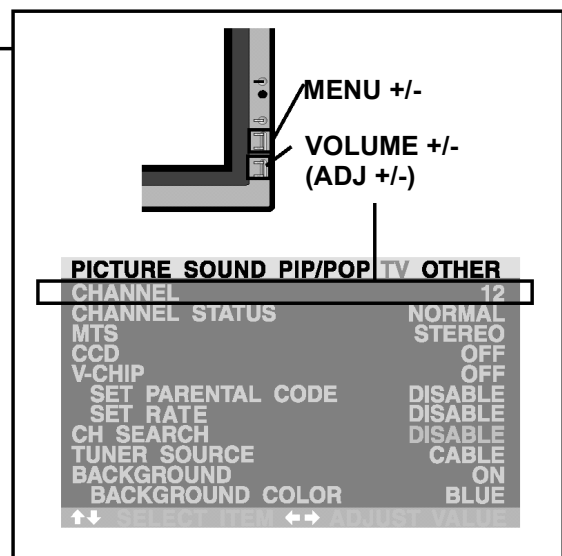 MENU +/-
VOLUME +/-
(ADJ +/-)
PICTURE SOUND PIP/POP TV OTHER
CHANNEL 12
CHANNEL STATUS NORMAL
MTS STEREO
CCD OFF
V-CHIP OFF
SET PARENTAL CODE DISABLE
SET RATE DISABLE
CH SEARCH DISABLE
TUNER SOURCE CABLE
BACKGROUND ON
BACKGROUND COLOR BLUE
↑↓ SELECT ITEM ←→ ADJUST VALUE